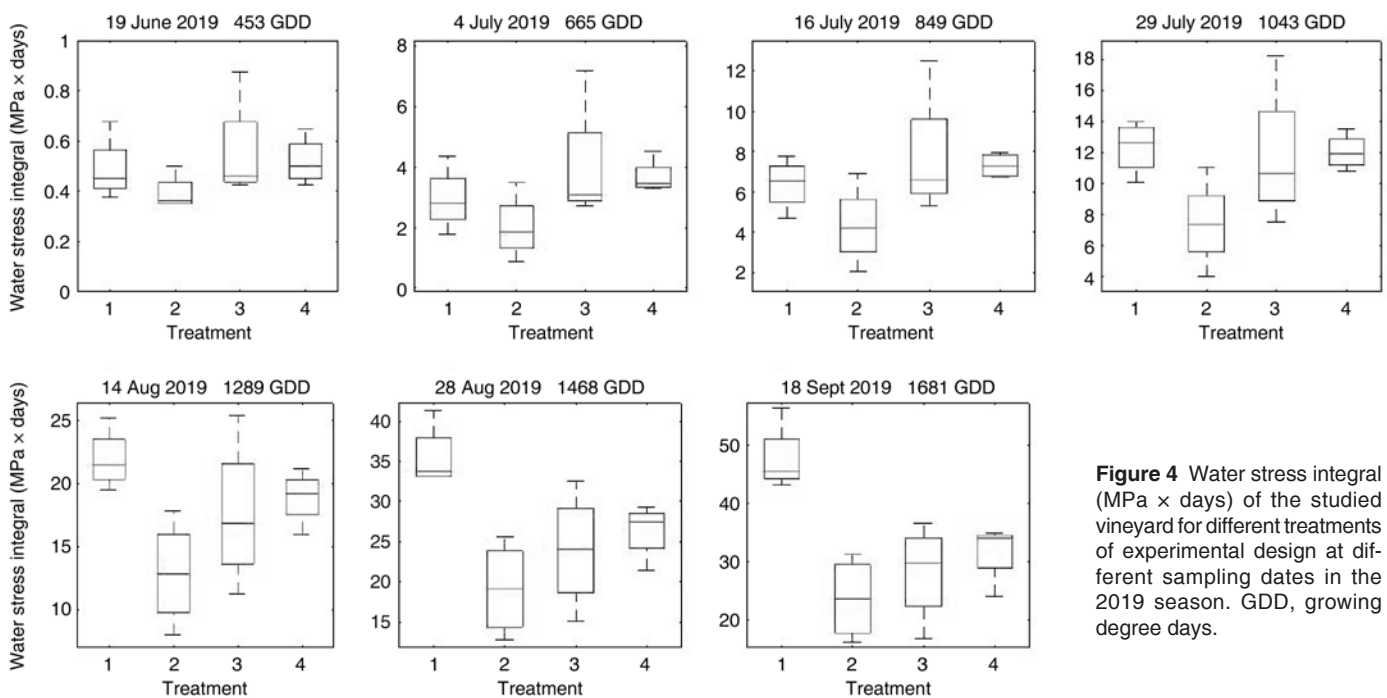 19 June 2019 453 GDD
Water stress integral (MPa × days)
1
0.8
0.6
0.4
0.2
0
1 2 3 4
Treatment
4 July 2019 665 GDD
8
6
4
2
0
1 2 3 4
Treatment
16 July 2019 849 GDD
12
10
8
6
4
2
1 2 3 4
Treatment
29 July 2019 1043 GDD
18
16
14
12
10
8
6
4
1 2 3 4
Treatment
14 Aug 2019 1289 GDD
Water stress integral (MPa × days)
25
20
15
10
1 2 3 4
Treatment
28 Aug 2019 1468 GDD
40
35
30
25
20
15
1 2 3 4
Treatment
18 Sept 2019 1681 GDD
50
40
30
20
1 2 3 4
Treatment
Figure 4 Water stress integral
(MPa × days) of the studied
vineyard for different treatments
of experimental design at dif-
ferent sampling dates in the
2019 season. GDD, growing
degree days.